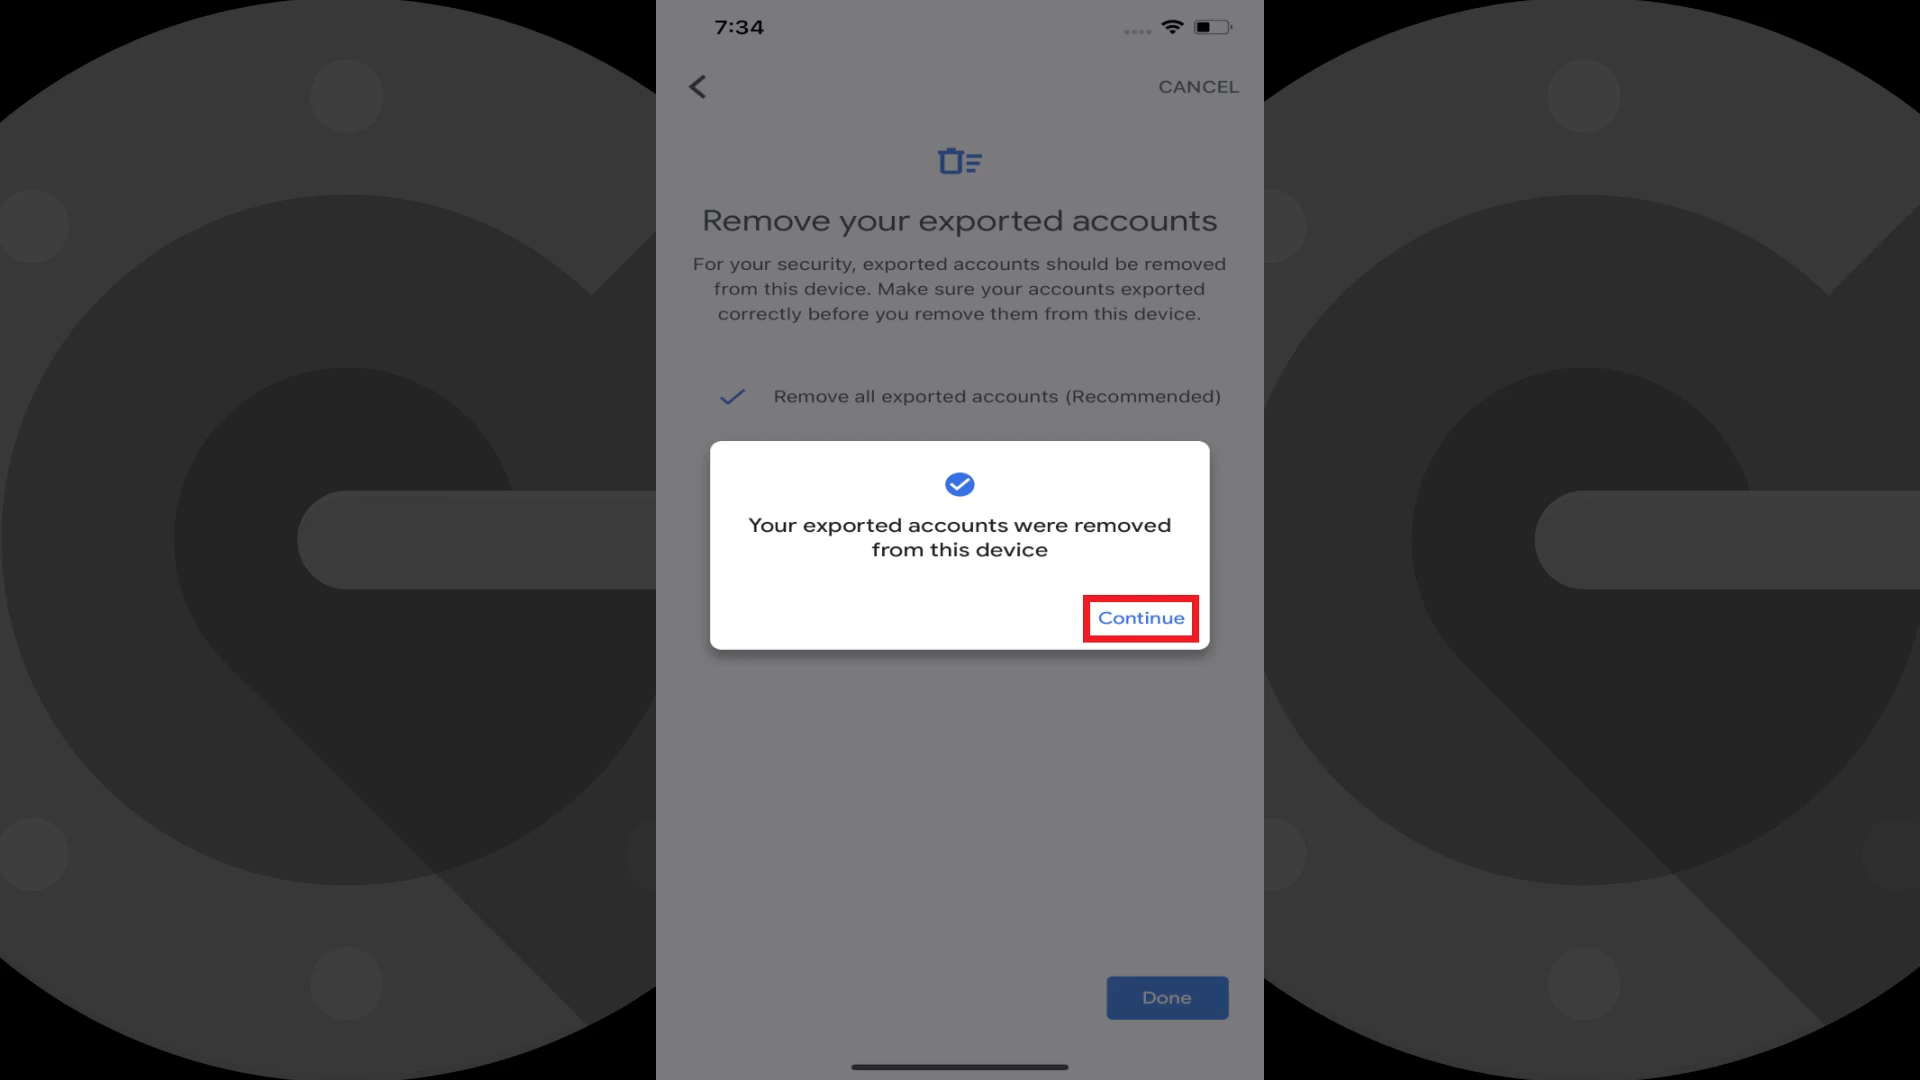 7:34
CANCEL
Remove your exported accounts
For your security, exported accounts should be removed
from this device. Make sure your accounts exported
correctly before you remove them from this device.
Remove all exported accounts (Recommended)
Your exported accounts were removed
from this device
Continue
Done